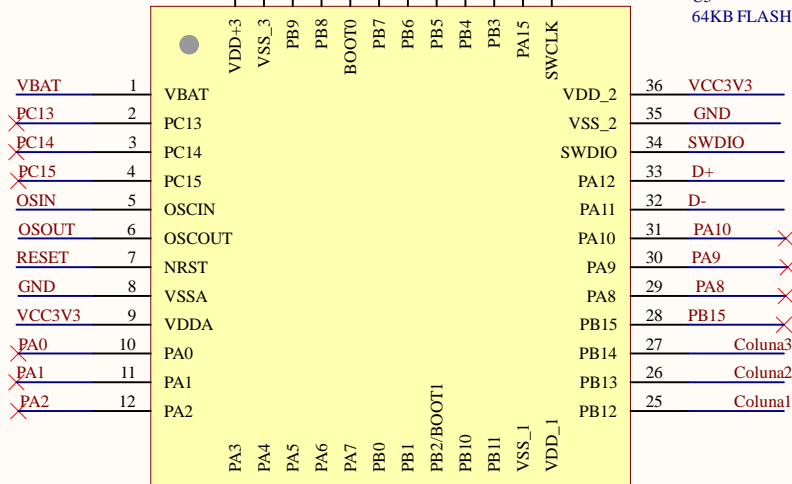 64KB FLASH
VDD+3
VSS_3
PB9
PB8
BOOT0
PB7
PB6
PB5
PB4
PB3
PA15
SWCLK
VBAT 1 VBAT
PC13 2 PC13
PC14 3 PC14
PC15 4 PC15
OSIN 5 OSCIN
OSOUT 6 OSCOUT
RESET 7 NRST
GND 8 VSSA
VCC3V3 9 VDDA
PA0 10 PA0
PA1 11 PA1
PA2 12 PA2
VDD_2 36 VCC3V3
VSS_2 35 GND
SWDIO 34 SWDIO
PA12 33 D+
PA11 32 D-
PA10 31 PA10
PA9 30 PA9
PA8 29 PA8
PB15 28 PB15
PB14 27 Coluna3
PB13 26 Coluna2
PB12 25 Coluna1
PA3
PA4
PA5
PA6
PA7
PB0
PB1
PB2/BOOT1
PB10
PB11
VSS_1
VDD_1